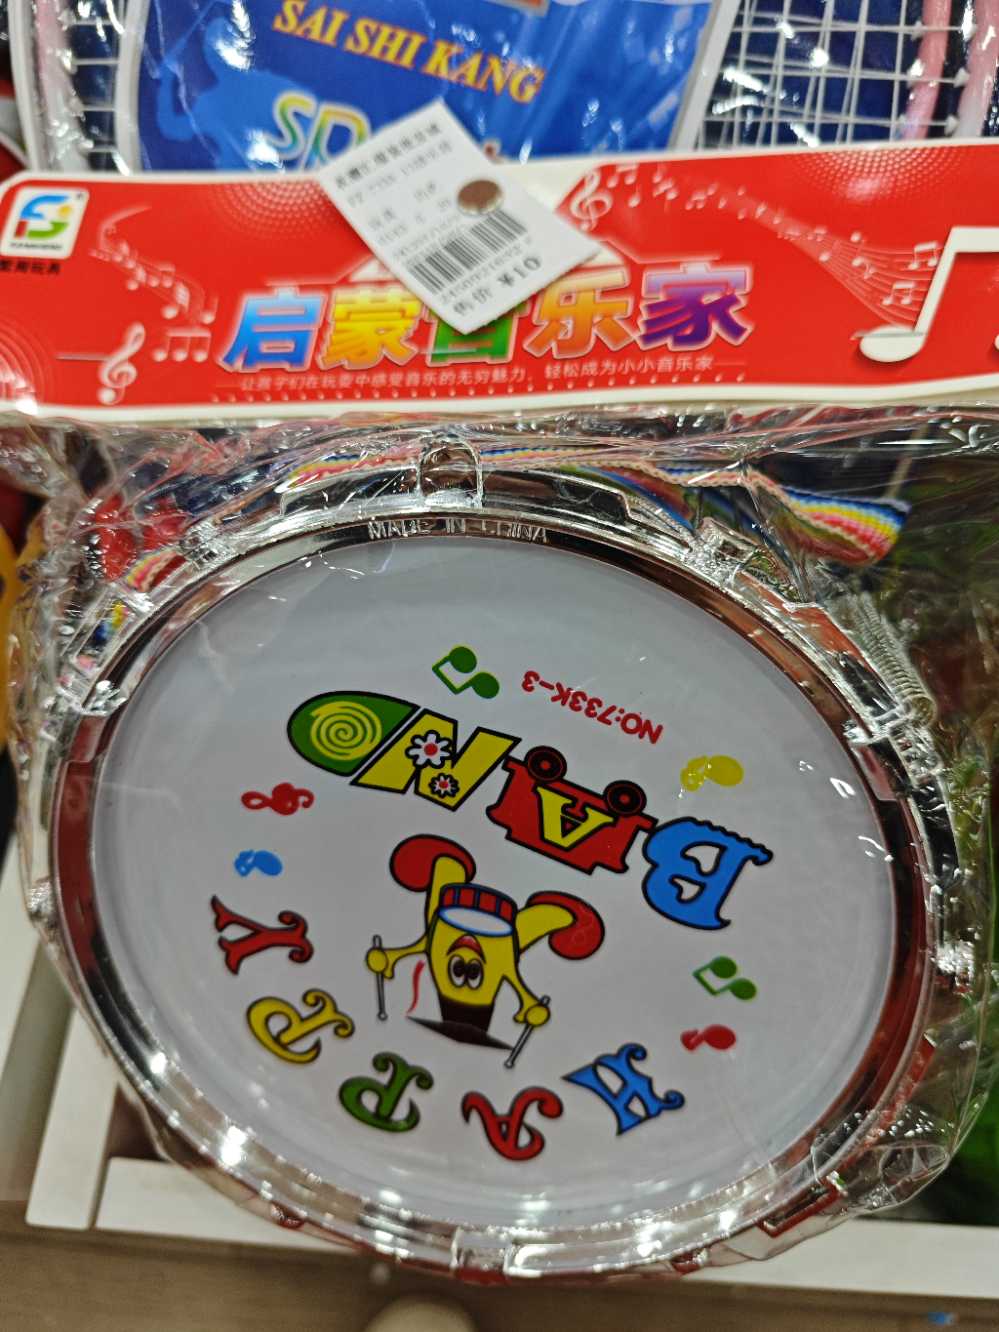 SAI SHI KANG
售价 ¥10
启蒙音乐家
让孩子们在玩耍中感受音乐的无穷魅力，轻松成为小小音乐家
MADE IN CHINA
HAPPY
BAND
NO:733K-3